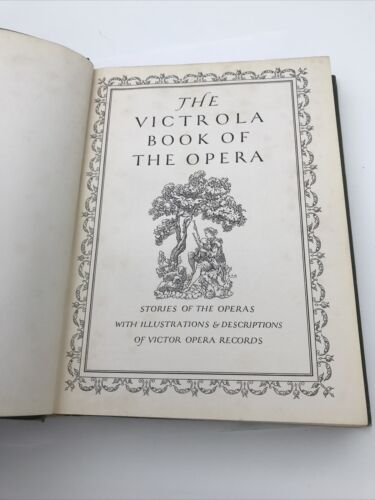 THE
VICTROLA
BOOK OF
THE OPERA
STORIES OF THE OPERAS
WITH ILLUSTRATIONS & DESCRIPTIONS
OF VICTOR OPERA RECORDS